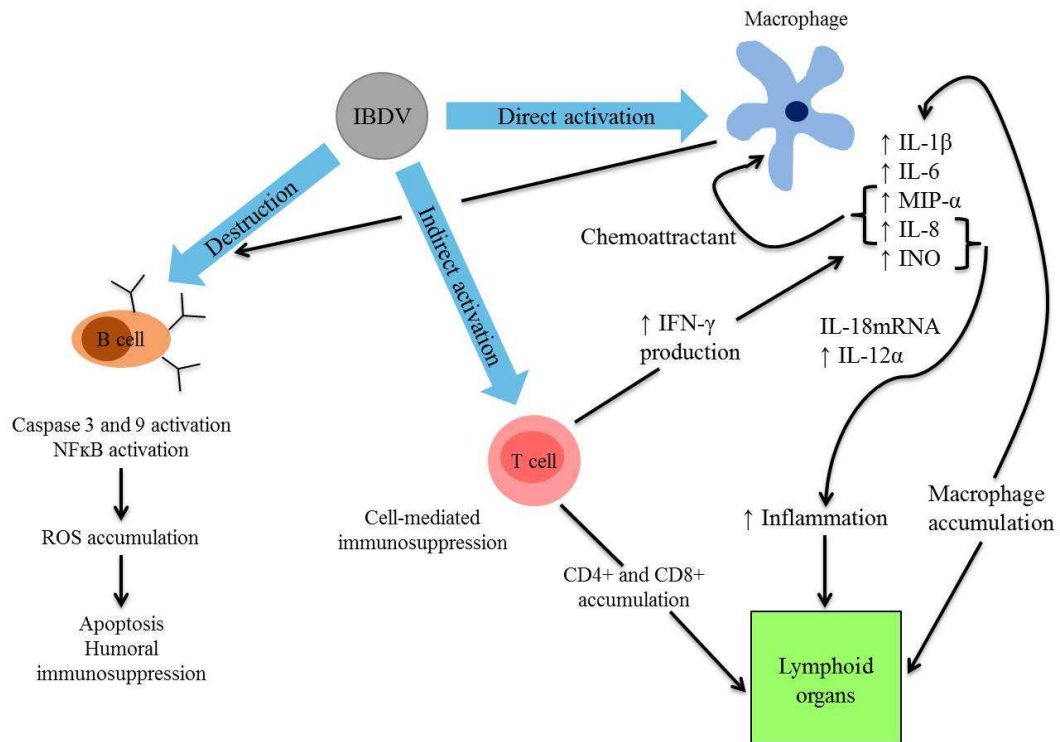 Macrophage
IBDV
Direct activation
Destruction
Indirect activation
↑ IL-1β
↑ IL-6
↑ MIP-α
↑ IL-8
↑ INO
Chemoattractant
B cell
↑ IFN-γ
production
IL-18mRNA
↑ IL-12α
Caspase 3 and 9 activation
NFκB activation
T cell
ROS accumulation
Cell-mediated
immunosuppression
↑ Inflammation
Macrophage
accumulation
CD4+ and CD8+
accumulation
Apoptosis
Humoral
immunosuppression
Lymphoid
organs